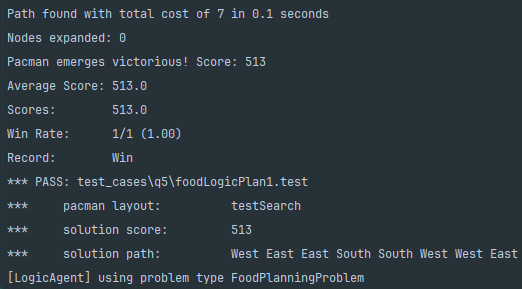 Path found with total cost of 7 in 0.1 seconds
Nodes expanded: 0
Pacman emerges victorious! Score: 513
Average Score: 513.0
Scores:        513.0
Win Rate:      1/1 (1.00)
Record:        Win
*** PASS: test_cases\q5\foodLogicPlan1.test
***     pacman layout:          testSearch
***     solution score:         513
***     solution path:          West East East South South West West East
[LogicAgent] using problem type FoodPlanningProblem